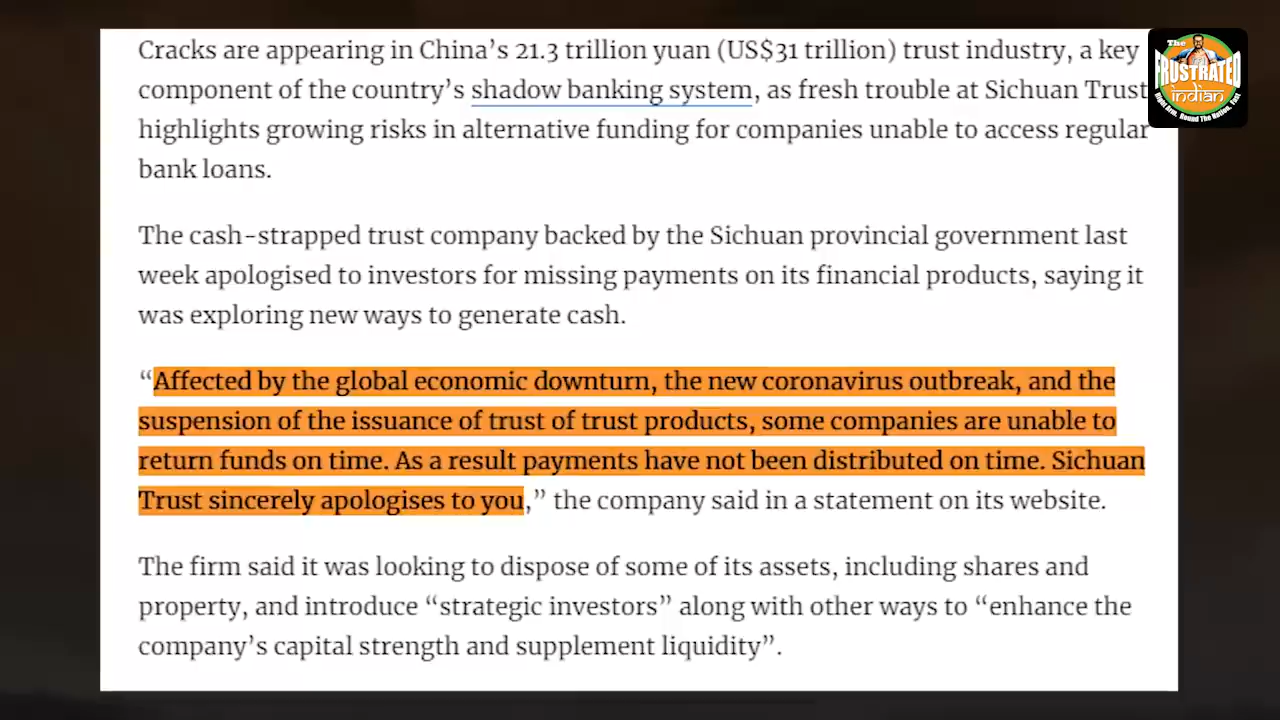 Cracks are appearing in China’s 21.3 trillion yuan (US$31 trillion) trust industry, a key
component of the country’s shadow banking system, as fresh trouble at Sichuan Trust
highlights growing risks in alternative funding for companies unable to access regular
bank loans.
The cash-strapped trust company backed by the Sichuan provincial government last
week apologised to investors for missing payments on its financial products, saying it
was exploring new ways to generate cash.
“Affected by the global economic downturn, the new coronavirus outbreak, and the
suspension of the issuance of trust of trust products, some companies are unable to
return funds on time. As a result payments have not been distributed on time. Sichuan
Trust sincerely apologises to you,” the company said in a statement on its website.
The firm said it was looking to dispose of some of its assets, including shares and
property, and introduce “strategic investors” along with other ways to “enhance the
company’s capital strength and supplement liquidity”.
The
FRUSTRATED
indian
Right Arm. Round The Nation. Fast